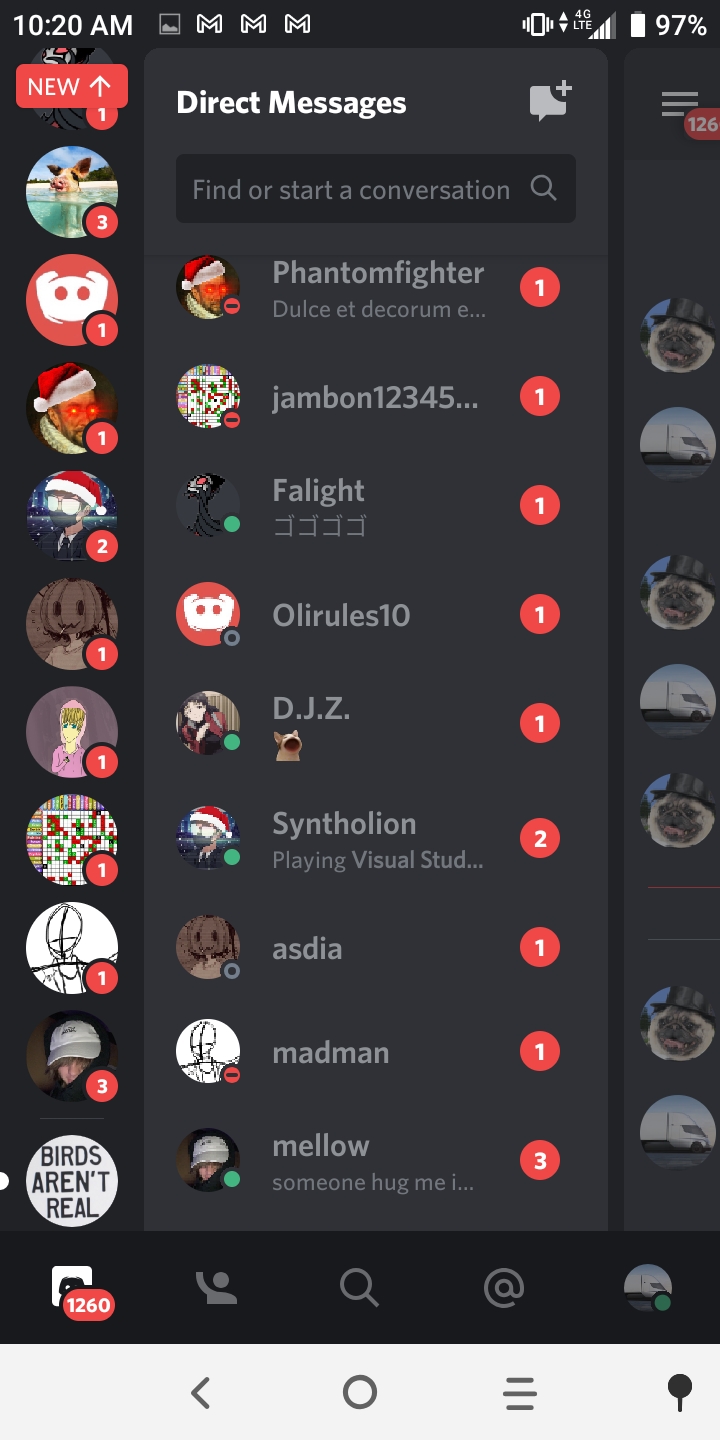 10:20 AM
4G
LTE
97%
NEW ↑
1
3
1
1
2
1
1
1
1
3
BIRDS
AREN'T
REAL
Direct Messages
Find or start a conversation
Phantomfighter
1
Dulce et decorum e...
jambon12345...
1
Falight
1
ゴゴゴゴ
Olirules10
1
D.J.Z.
1
Syntholion
2
Playing Visual Stud...
asdia
1
madman
1
mellow
3
someone hug me i...
126
1260